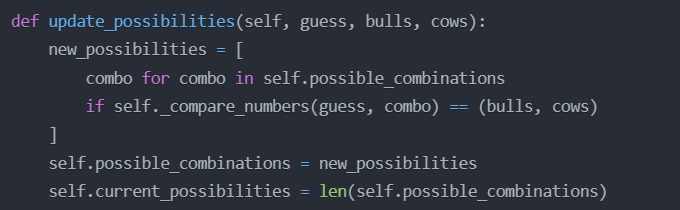 def update_possibilities(self, guess, bulls, cows):
    new_possibilities = [
        combo for combo in self.possible_combinations
        if self._compare_numbers(guess, combo) == (bulls, cows)
    ]
    self.possible_combinations = new_possibilities
    self.current_possibilities = len(self.possible_combinations)